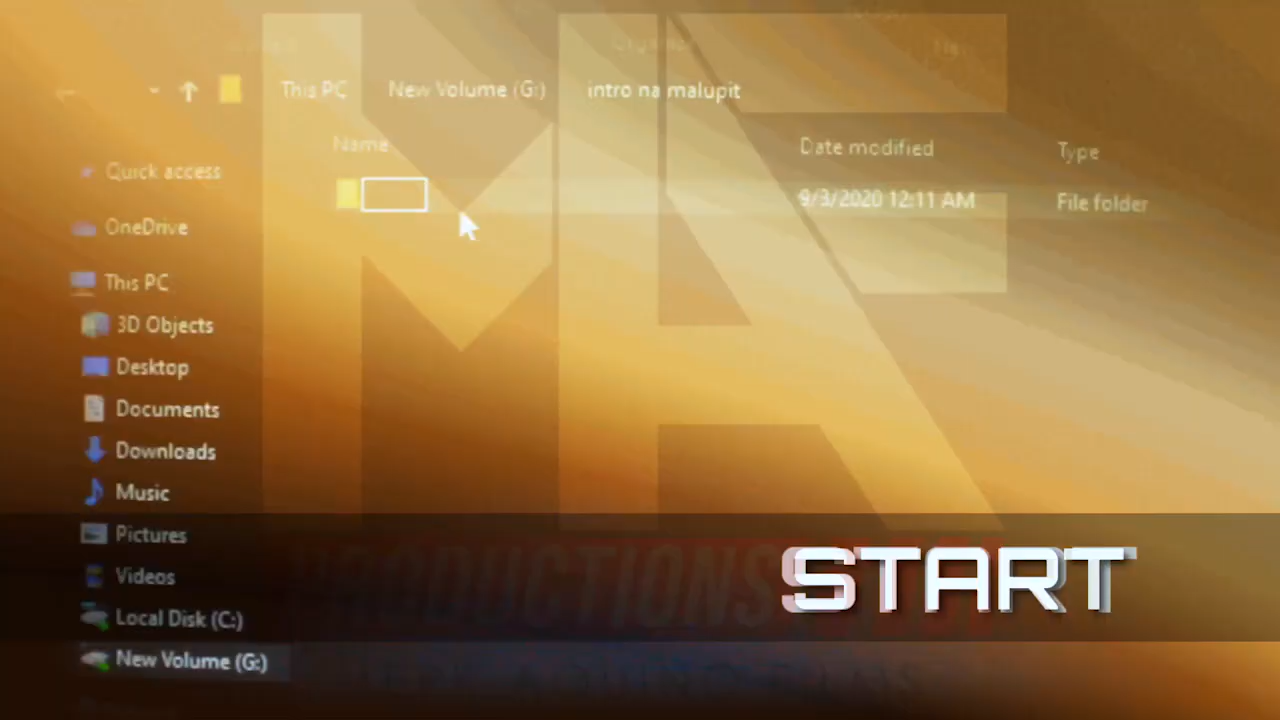 This PC New Volume (G:) intro na malupit
Name Date modified Type
9/3/2020 12:11 AM File folder
Quick access
OneDrive
This PC
3D Objects
Desktop
Documents
Downloads
Music
Pictures
Videos
Local Disk (C:)
New Volume (G:)
PRODUCTIONS
START